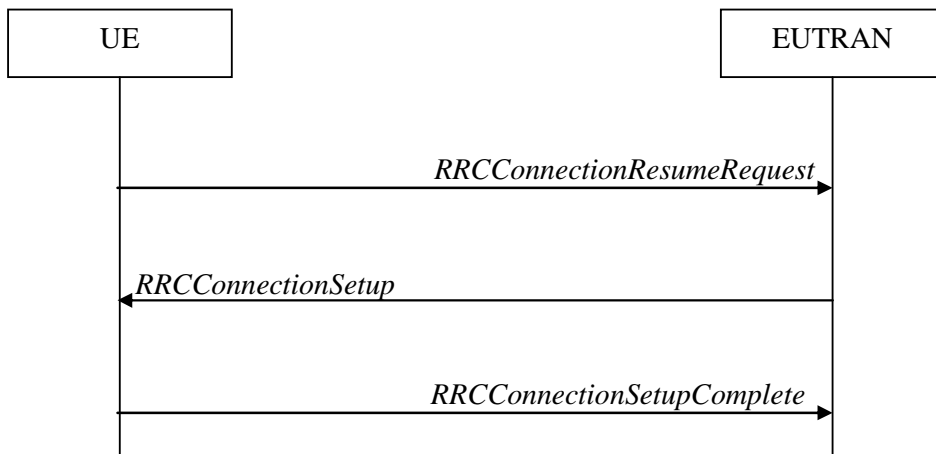 UE
EUTRAN
RRCConnectionResumeRequest
RRCConnectionSetup
RRCConnectionSetupComplete